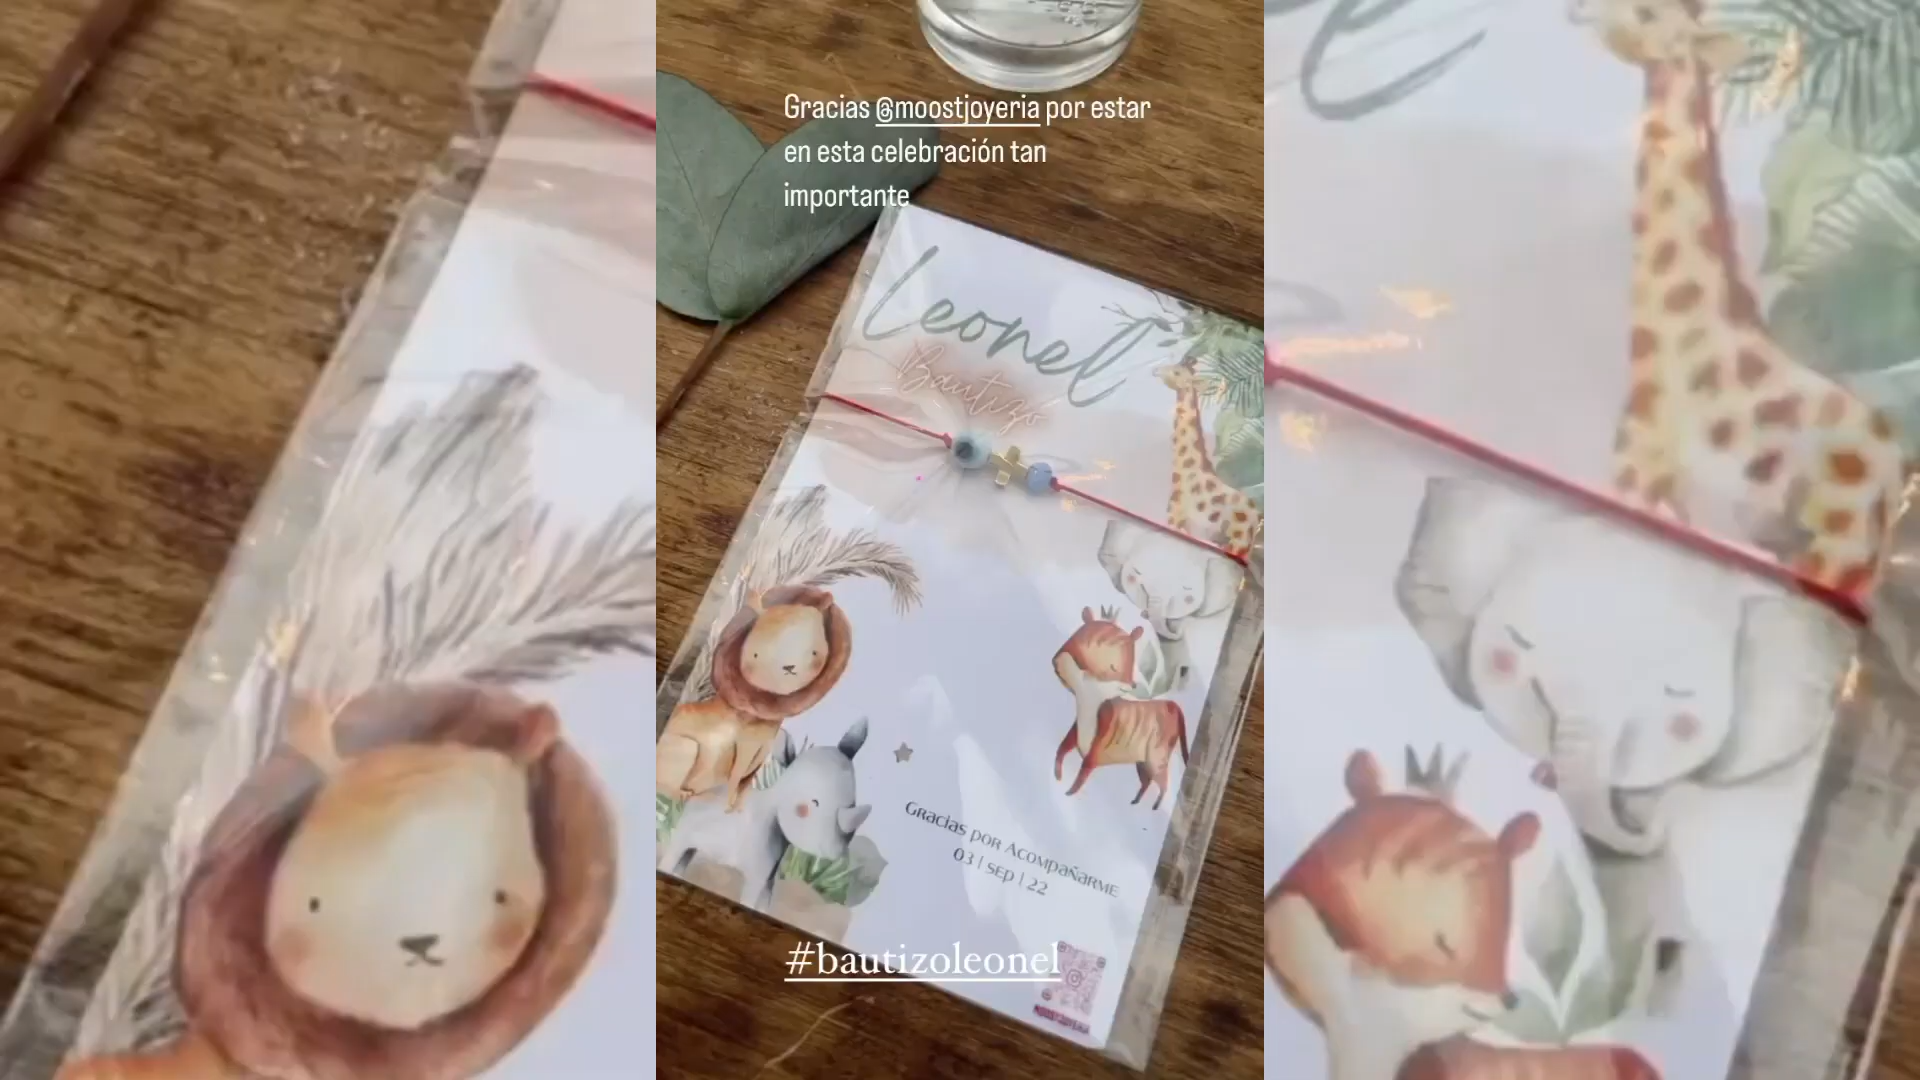 Gracias @moostjoyeria por estar
en esta celebración tan
importante
Leonel
Bautizo
Gracias por Acompañarme
03 | sep | 22
#bautizoleonel